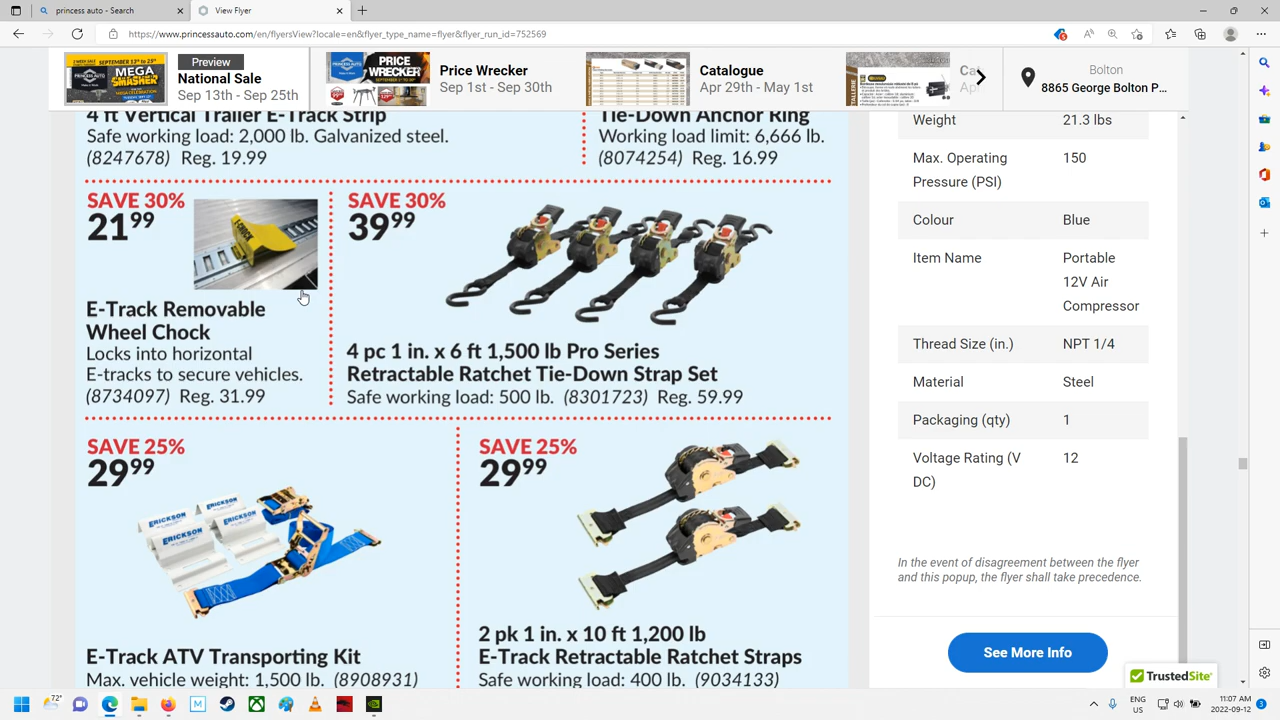 princess auto - Search
View Flyer
https://www.princessauto.com/en/flyersView?locale=en&flyer_type_name=flyer&flyer_run_id=752569
Preview
National Sale
Sep 25th
Price Wrecker
Sep 1st - Sep 30th
Catalogue
Apr 29th - May 1st
8865 Georges Bolton
4 ft Vertical Trailer E-Track Strip
Safe working load: 2,000 lb. Galvanized steel.
(8247678) Reg. 19.99
Tie-Down Anchor Ring
Working load limit: 6,666 lb.
(8074254) Reg. 16.99
SAVE 30%
21 99
E-Track Removable
Wheel Chock
Locks into horizontal
E-tracks to secure vehicles.
(8734097) Reg. 31.99
SAVE 30%
39 99
4 pc 1 in. x 6 ft 1,500 lb Pro Series
Retractable Ratchet Tie-Down Strap Set
Safe working load: 500 lb. (8301723) Reg. 59.99
SAVE 25%
29 99
ERICKSON
ERICKSON
ERICKSON
ERICKSON
E-Track ATV Transporting Kit
Max. vehicle weight: 1,500 lb. (8908931)
SAVE 25%
29 99
2 pk 1 in. x 10 ft 1,200 lb
E-Track Retractable Ratchet Straps
Safe working load: 400 lb. (9034133)
Weight 21.3 lbs
Max. Operating Pressure (PSI) 150
Colour Blue
Item Name Portable 12V Air Compressor
Thread Size (in.) NPT 1/4
Material Steel
Packaging (qty) 1
Voltage Rating (V DC) 12
In the event of disagreement between the flyer
and this popup, the flyer shall take precedence.
See More Info
TrustedSite
72°
ENG
US
11:07 AM
2022-09-12